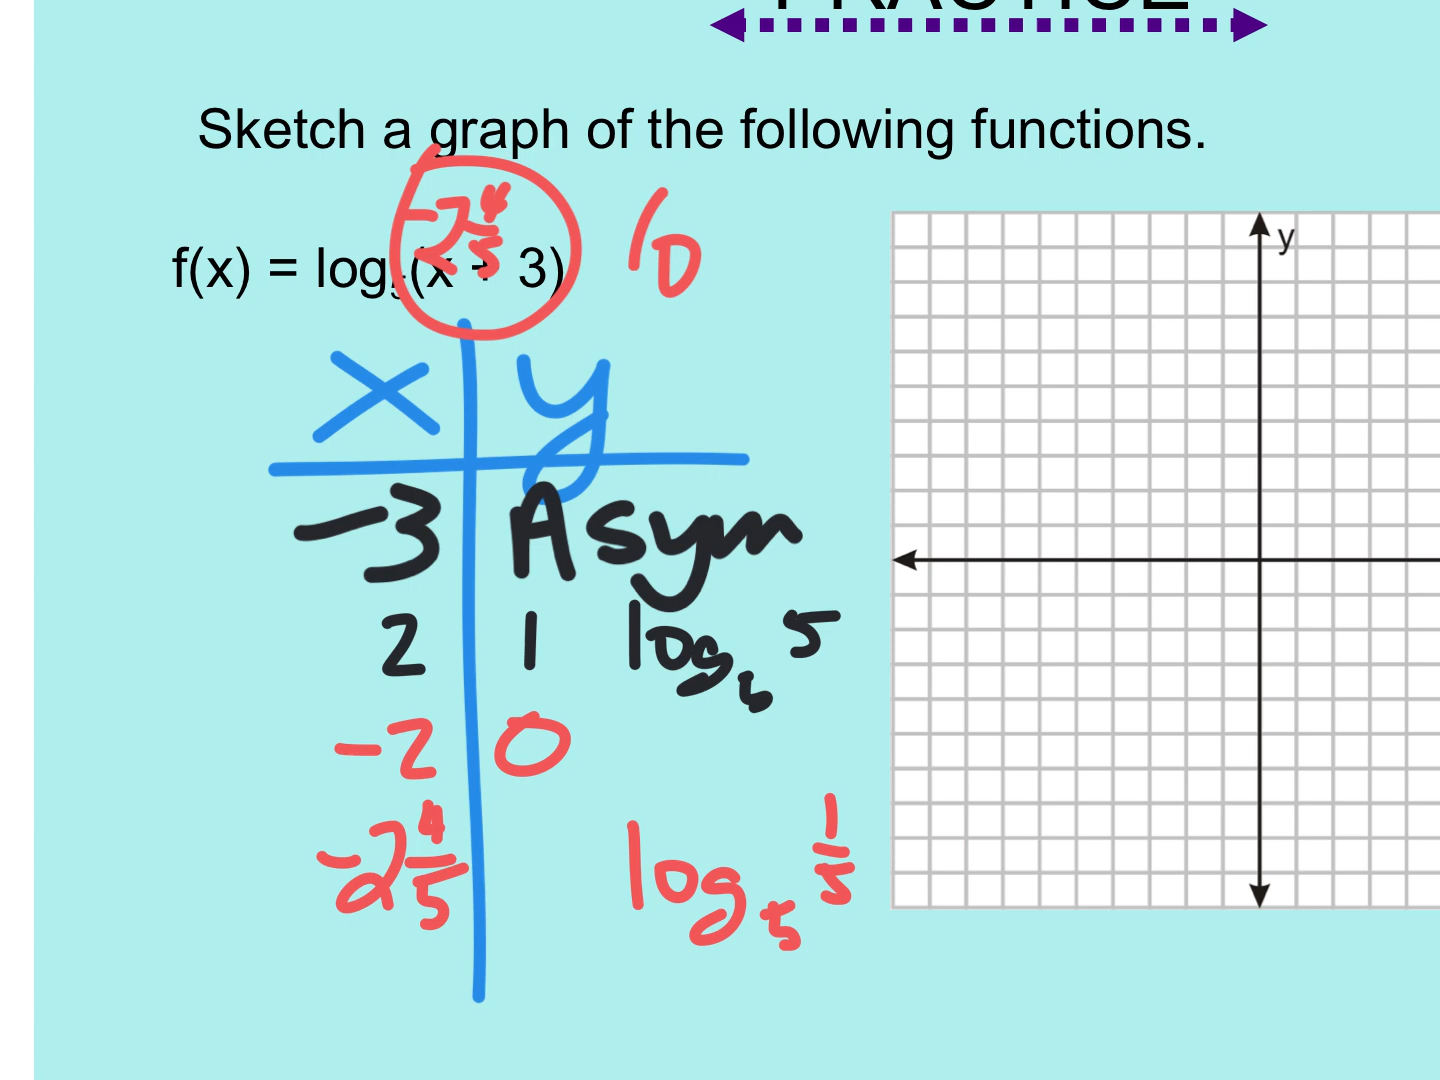 PRACTICE
Sketch a graph of the following functions.
-2 4/5
f(x) = log₅(x + 3)
x y
-3 Asym
2 1 log₅ 5
-2 0
-2 4/5 log₅ 1/5
y